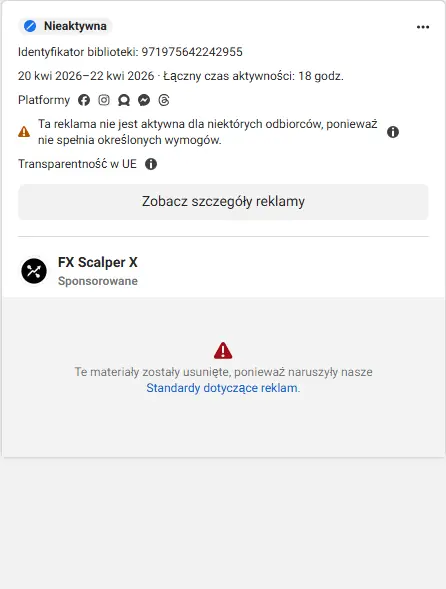 Nieaktywna
Identyfikator biblioteki: 971975642242955
20 kwi 2026–22 kwi 2026 · Łączny czas aktywności: 18 godz.
Platformy
Ta reklama nie jest aktywna dla niektórych odbiorców, ponieważ
nie spełnia określonych wymogów.
Transparentność w UE
Zobacz szczegóły reklamy
FX Scalper X
Sponsorowane
Te materiały zostały usunięte, ponieważ naruszyły nasze
Standardy dotyczące reklam.